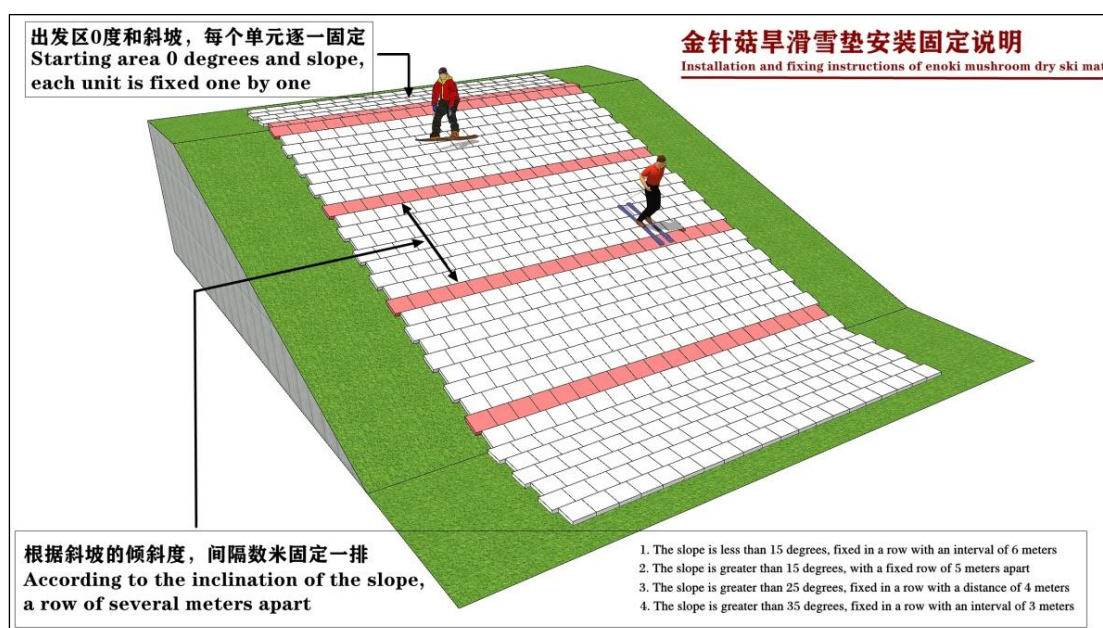 出发区0度和斜坡，每个单元逐一固定
Starting area 0 degrees and slope,
each unit is fixed one by one
金针菇旱滑雪垫安装固定说明
Installation and fixing instructions of enoki mushroom dry ski mat
根据斜坡的倾斜度，间隔数米固定一排
According to the inclination of the slope,
a row of several meters apart
1. The slope is less than 15 degrees, fixed in a row with an interval of 6 meters
2. The slope is greater than 15 degrees, with a fixed row of 5 meters apart
3. The slope is greater than 25 degrees, fixed in a row with a distance of 4 meters
4. The slope is greater than 35 degrees, fixed in a row with an interval of 3 meters